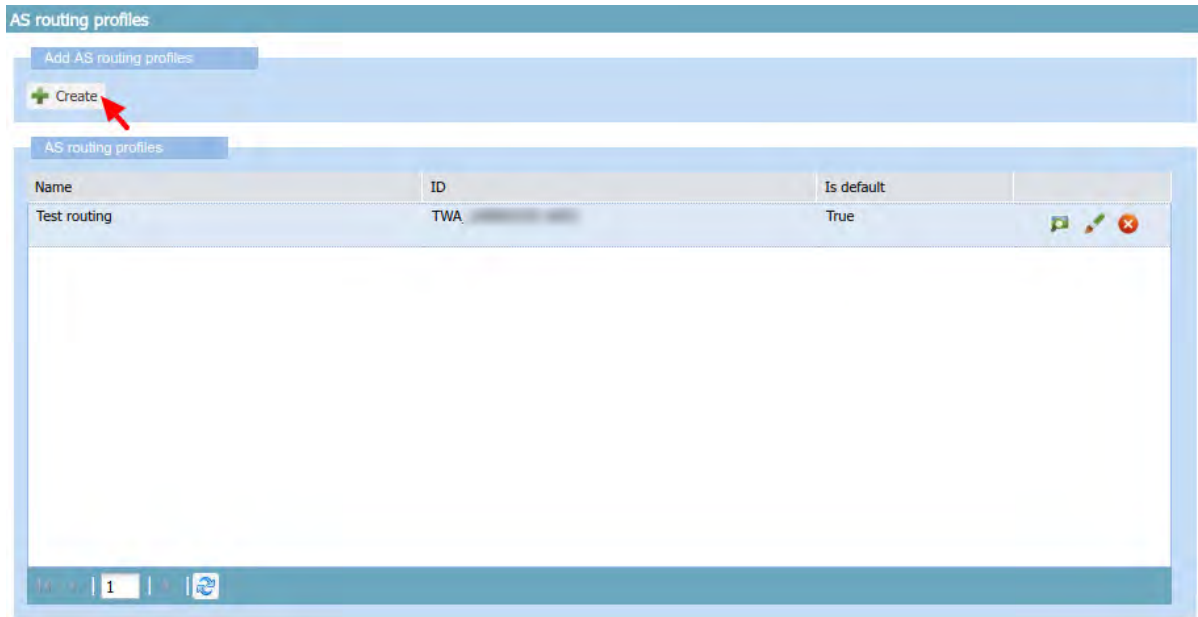 AS routing profiles
Add AS routing profiles
Create
AS routing profiles
Name ID Is default
Test routing TWA True
1